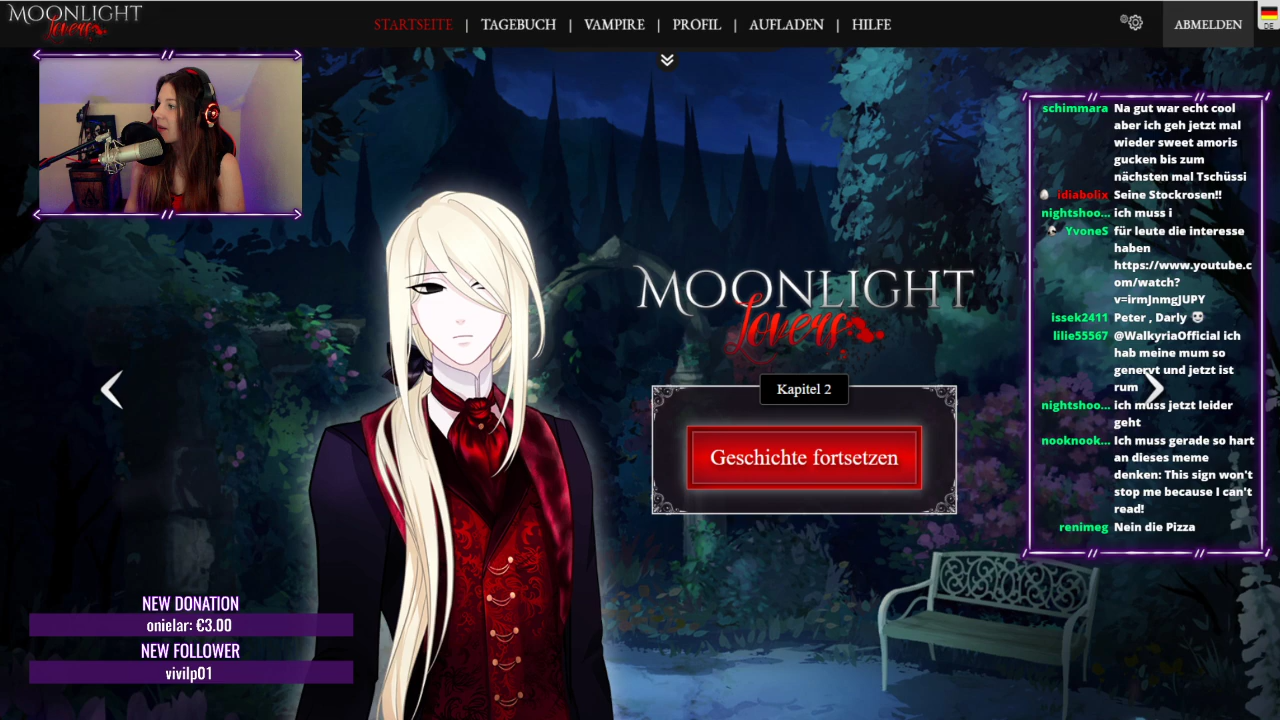 MOONLIGHT
Lovers
STARTSEITE | TAGEBUCH | VAMPIRE | PROFIL | AUFLADEN | HILFE
ABMELDEN
DE
schimmara Na gut war echt cool
aber ich geh jetzt mal
wieder sweet amoris
gucken bis zum
nächsten mal Tschüssi
idiabolix Seine Stockrosen!!
nightshoo... ich muss i
YvoneS für leute die interesse
haben
https://www.youtube.c
om/watch?
v=irmJnmgJUPY
issek2411 Peter , Darly
lilie55567 @WalkyriaOfficial ich
hab meine mum so
genervt und jetzt ist
rum
nightshoo... ich muss jetzt leider
geht
nooknook... Ich muss gerade so hart
an dieses meme
denken: This sign won't
stop me because I can't
read!
renimeg Nein die Pizza
MOONLIGHT
Lovers
Kapitel 2
Geschichte fortsetzen
NEW DONATION
onielar: €3.00
NEW FOLLOWER
vivilp01